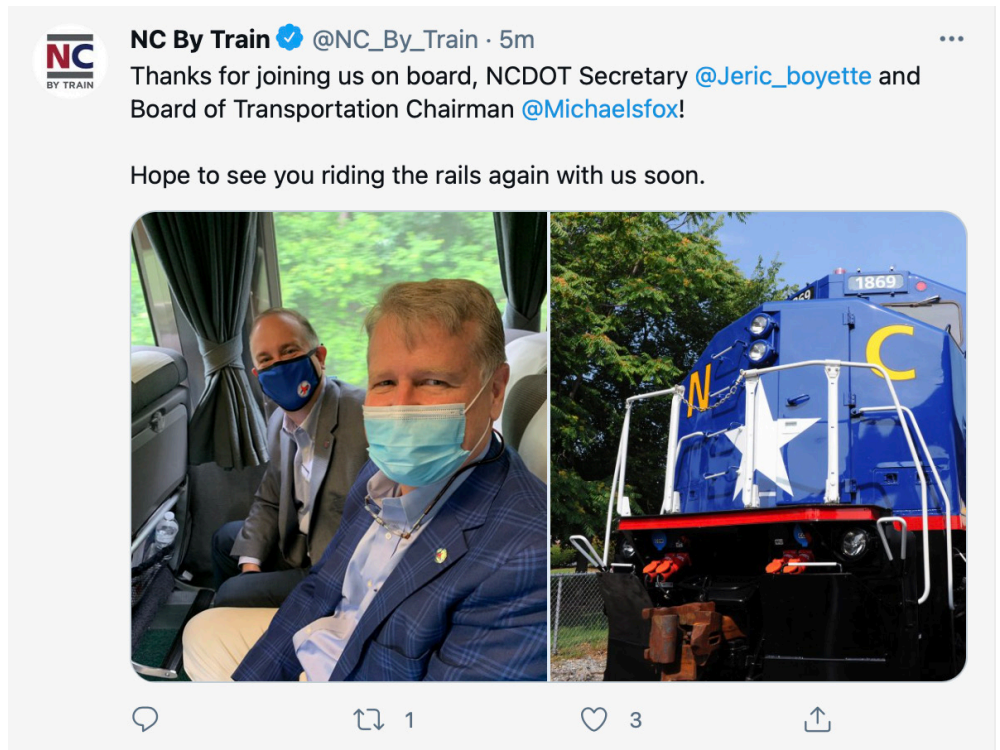 NC By Train @NC_By_Train · 5m
NC
BY TRAIN
Thanks for joining us on board, NCDOT Secretary @Jeric_boyette and
Board of Transportation Chairman @Michaelsfox!
Hope to see you riding the rails again with us soon.
69
1869
N C
1
3